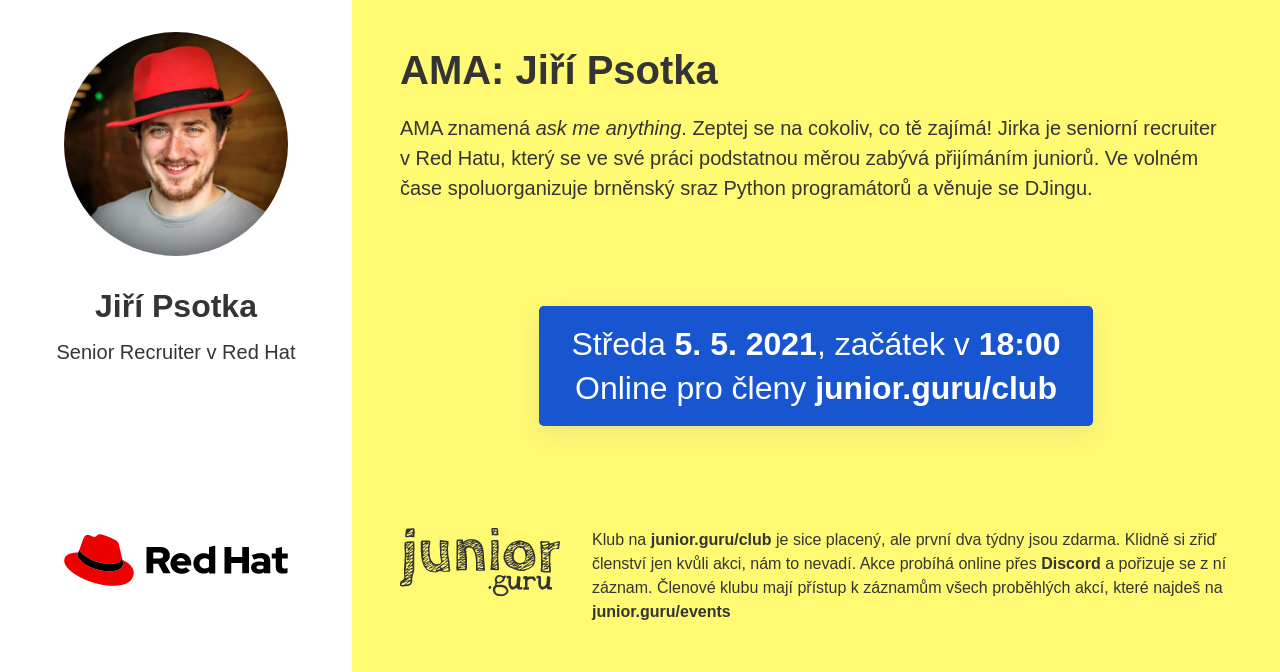 Jiří Psotka
Senior Recruiter v Red Hat
Red Hat
AMA: Jiří Psotka
AMA znamená ask me anything. Zeptej se na cokoliv, co tě zajímá! Jirka je seniorní recruiter
v Red Hatu, který se ve své práci podstatnou měrou zabývá přijímáním juniorů. Ve volném
čase spoluorganizuje brněnský sraz Python programátorů a věnuje se DJingu.
Středa 5. 5. 2021, začátek v 18:00
Online pro členy junior.guru/club
junior
.guru
Klub na junior.guru/club je sice placený, ale první dva týdny jsou zdarma. Klidně si zřiď
členství jen kvůli akci, nám to nevadí. Akce probíhá online přes Discord a pořizuje se z ní
záznam. Členové klubu mají přístup k záznamům všech proběhlých akcí, které najdeš na
junior.guru/events